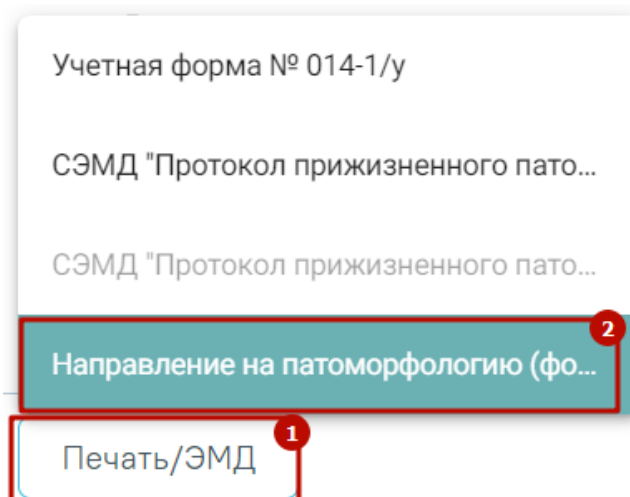 Учетная форма № 014-1/у
СЭМД "Протокол прижизненного пато...
СЭМД "Протокол прижизненного пато...
2
Направление на патоморфологию (фо...
1
Печать/ЭМД